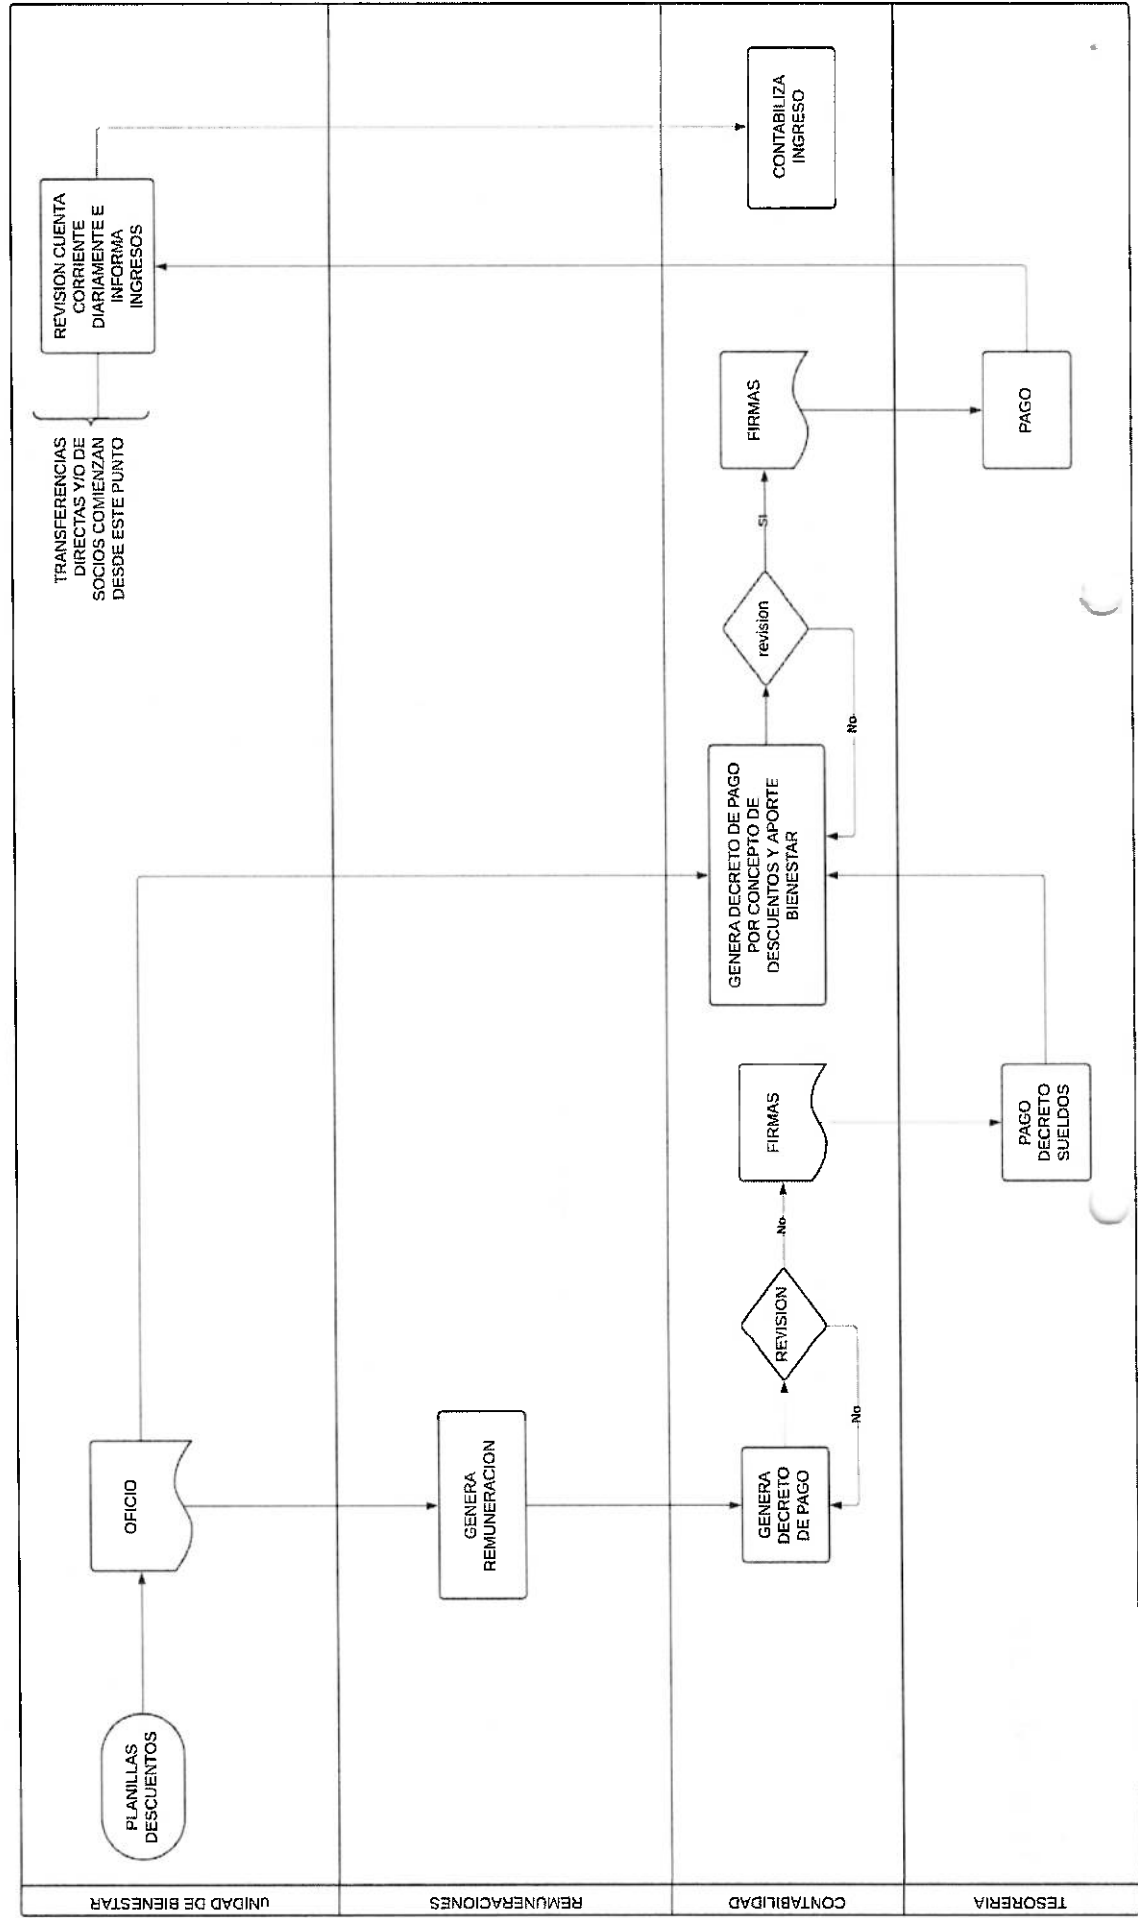 UNIDAD DE BIENESTAR
PLANILLAS
DESCUENTOS
OFICIO
TRANSFERENCIAS
DIRECTAS Y/O DE
SOCIOS COMIENZAN
DESDE ESTE PUNTO
REVISION CUENTA
CORRIENTE
DIARIAMENTE E
INFORMA
INGRESOS
REMUNERACIONES
GENERA
REMUNERACION
CONTABILIDAD
GENERA
DECRETO
DE PAGO
REVISION
No
No
FIRMAS
GENERA DECRETO DE PAGO
POR CONCEPTO DE
DESCUENTOS Y APORTE
BIENESTAR
revision
No
SI
FIRMAS
CONTABILIZA
INGRESO
TESORERIA
PAGO
DECRETO
SUELDOS
PAGO